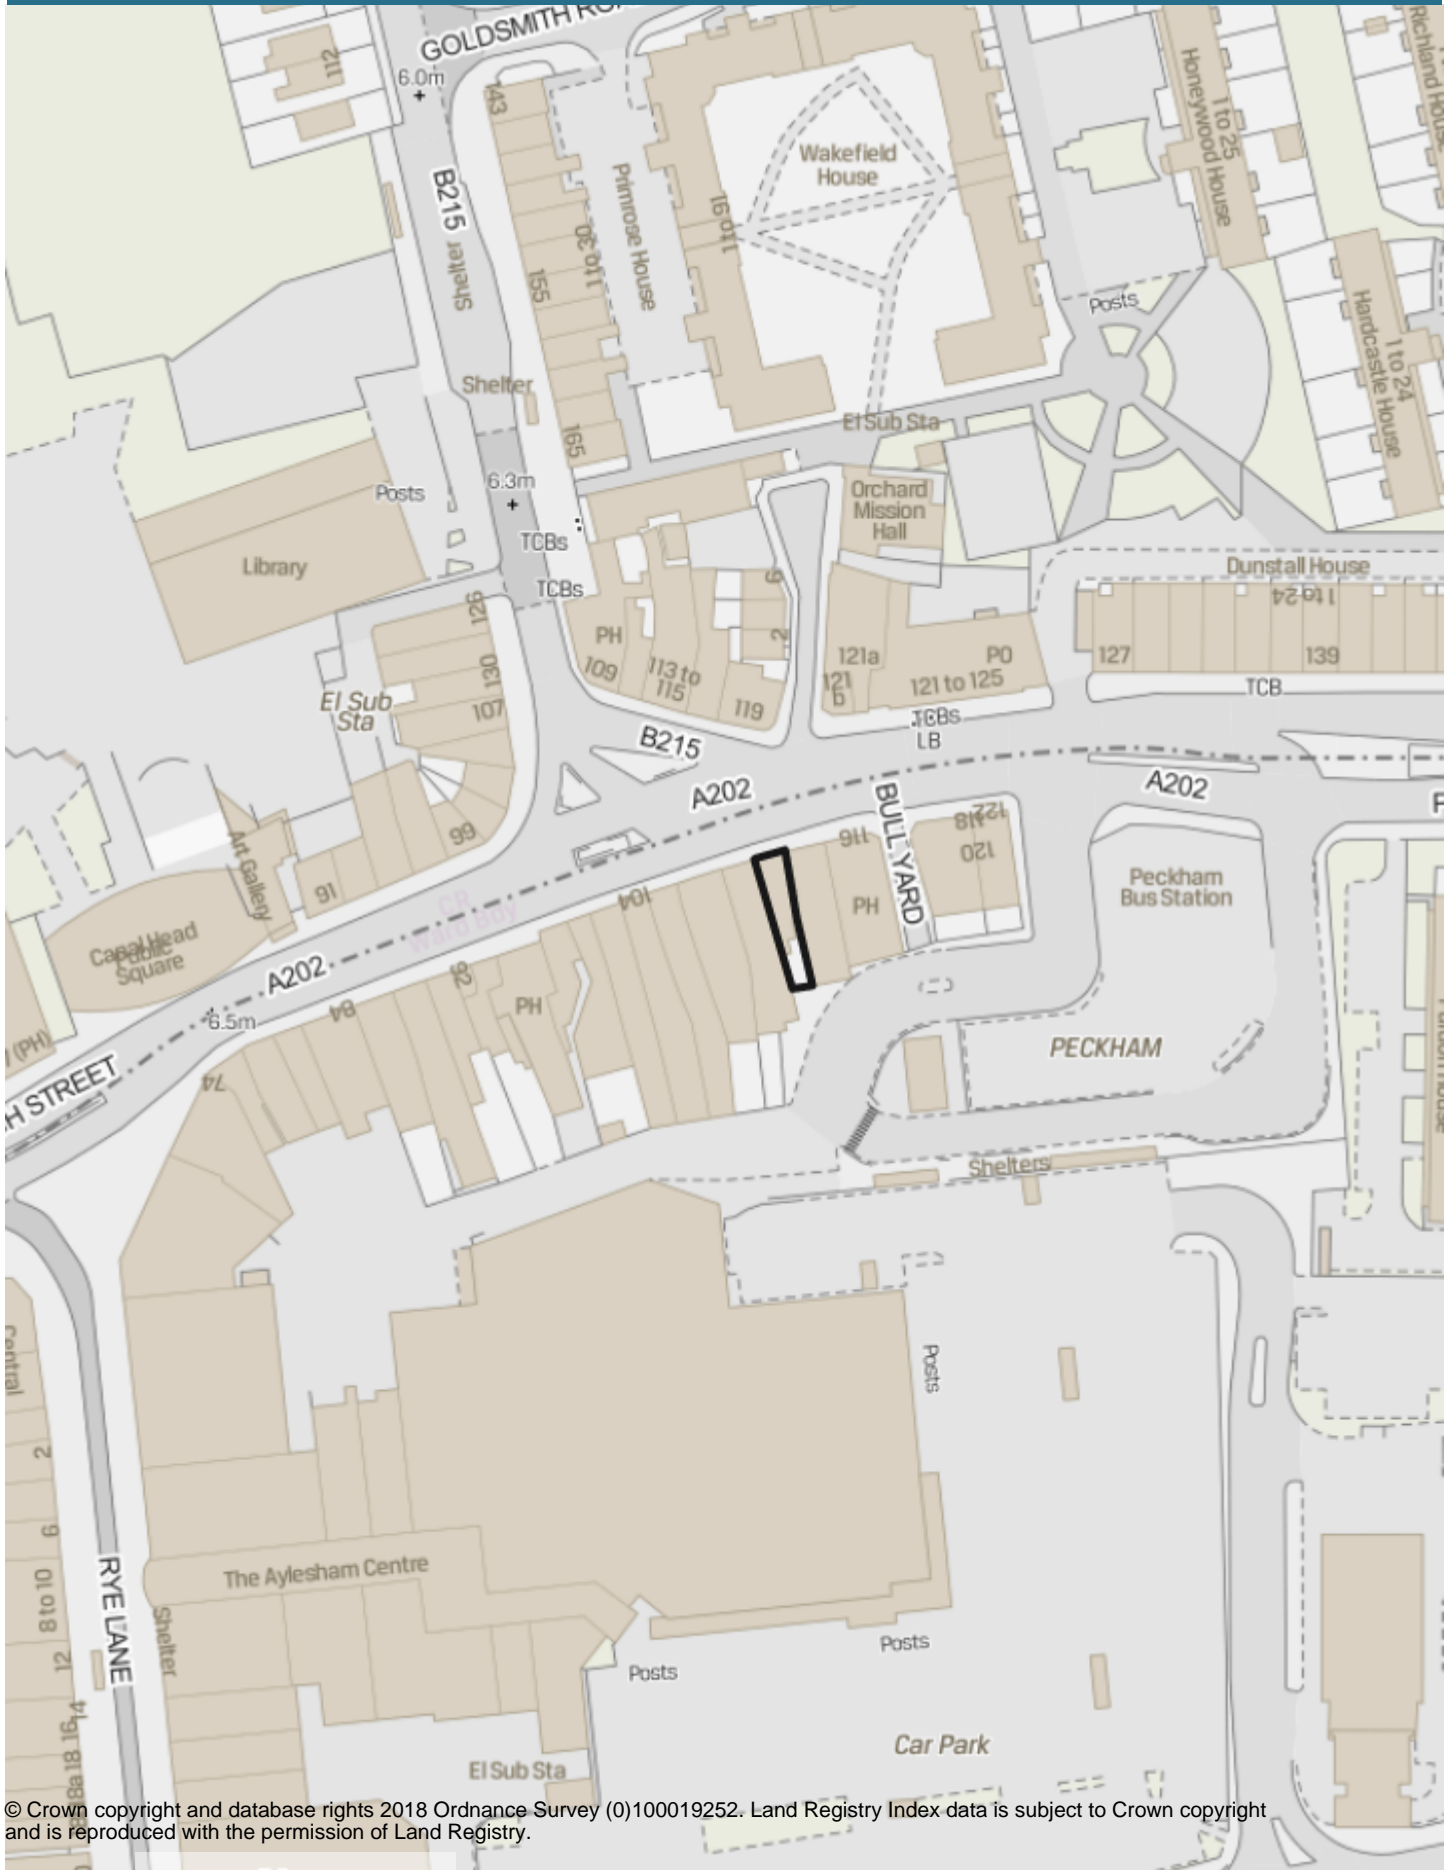 GOLDSMITH RO
112
6.0m
143
B215
Shelter
155
1 to 30
Primrose House
1 to 16
Wakefield
House
1 to 25
Honeywood House
Richland House
Posts
1 to 24
Hardcastle House
Shelter
165
El Sub Sta
Posts
6.3m
TCBs
TCBs
Orchard
Mission
Hall
Library
Dunstall House
1 to 24
126
130
107
El Sub
Sta
PH
109
113 to
115
119
6
2
121a
121
b
PO
121 to 125
TCBs
LB
127
139
TCB
B215
A202
A202
BULL YARD
116
118
122
120
99
Art Gallery
91
104
CR
Ward Bdy
PH
Peckham
Bus Station
Canal Head
Public
Square
A202
6.5m
84
92
PH
PECKHAM
(PH)
H STREET
74
Shelters
Central
Posts
2
6
8 to 10
12
14
16
18
18a
RYE LANE
Shelter
The Aylesham Centre
Posts
Posts
El Sub Sta
Car Park
© Crown copyright and database rights 2018 Ordnance Survey (0)100019252. Land Registry Index data is subject to Crown copyright
and is reproduced with the permission of Land Registry.